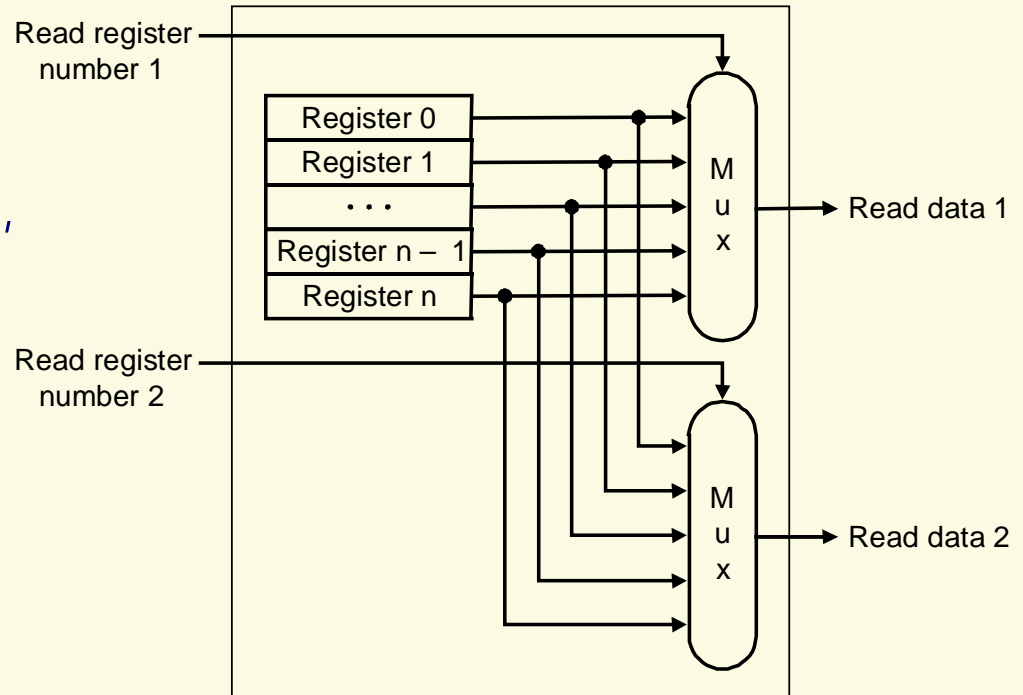 Read register
number 1
Register 0
Register 1
. . .
Register n – 1
Register n
M
u
x
Read data 1
Read register
number 2
M
u
x
Read data 2